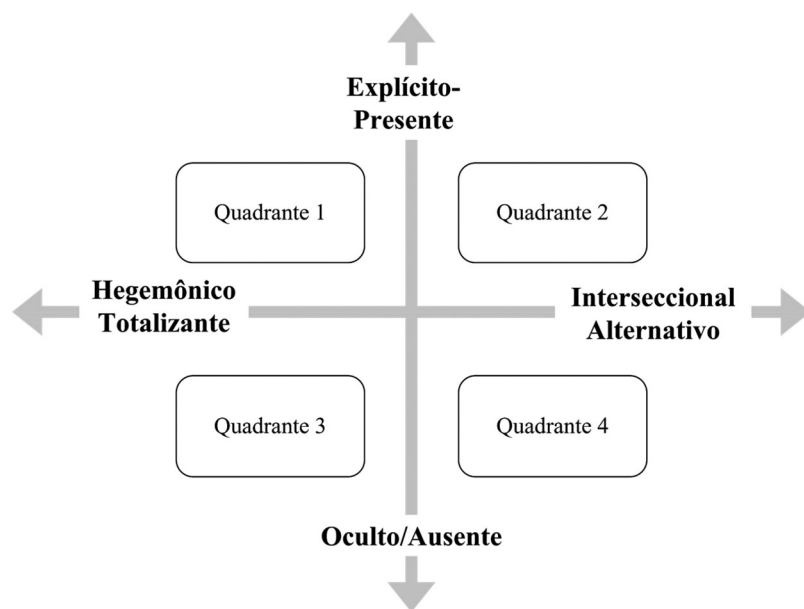 Explícito-
Presente
Quadrante 1
Quadrante 2
Hegemônico
Totalizante
Interseccional
Alternativo
Quadrante 3
Quadrante 4
Oculto/Ausente